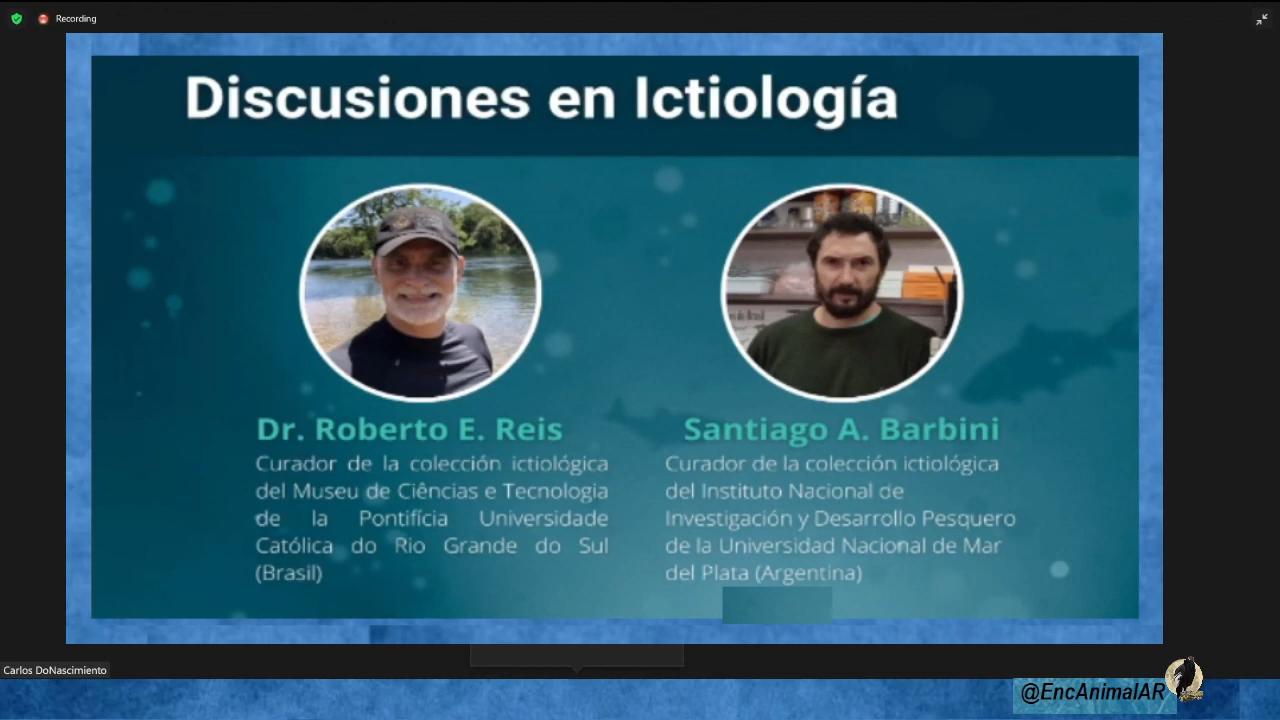 Recording
Discusiones en Ictiología
Dr. Roberto E. Reis
Curador de la colección ictiológica
del Museu de Ciências e Tecnologia
de la Pontifícia Universidade
Católica do Rio Grande do Sul
(Brasil)
Santiago A. Barbini
Curador de la colección ictiológica
del Instituto Nacional de
Investigación y Desarrollo Pesquero
de la Universidad Nacional de Mar
del Plata (Argentina)
Carlos DoNascimiento
@EncAnimalAR